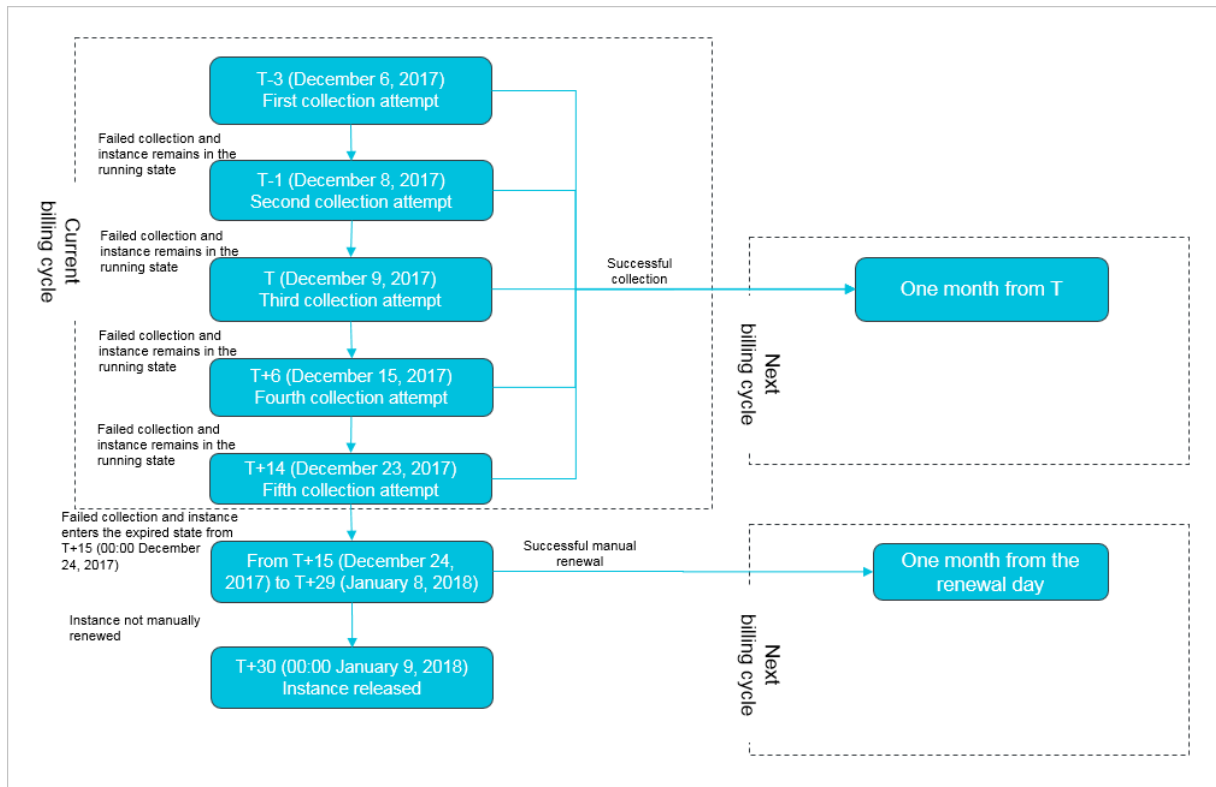 T-3 (December 6, 2017)
First collection attempt
Failed collection and
instance remains in the
running state
T-1 (December 8, 2017)
Second collection attempt
Current
billing cycle
Failed collection and
instance remains in the
running state
T (December 9, 2017)
Third collection attempt
Successful
collection
One month from T
Next
billing cycle
Failed collection and
instance remains in the
running state
T+6 (December 15, 2017)
Fourth collection attempt
Failed collection and
instance remains in the
running state
T+14 (December 23, 2017)
Fifth collection attempt
Failed collection and instance
enters the expired state from
T+15 (00:00 December
24, 2017)
From T+15 (December 24,
2017) to T+29 (January 8, 2018)
Successful manual
renewal
One month from the
renewal day
Next
billing cycle
Instance not manually
renewed
T+30 (00:00 January 9, 2018)
Instance released